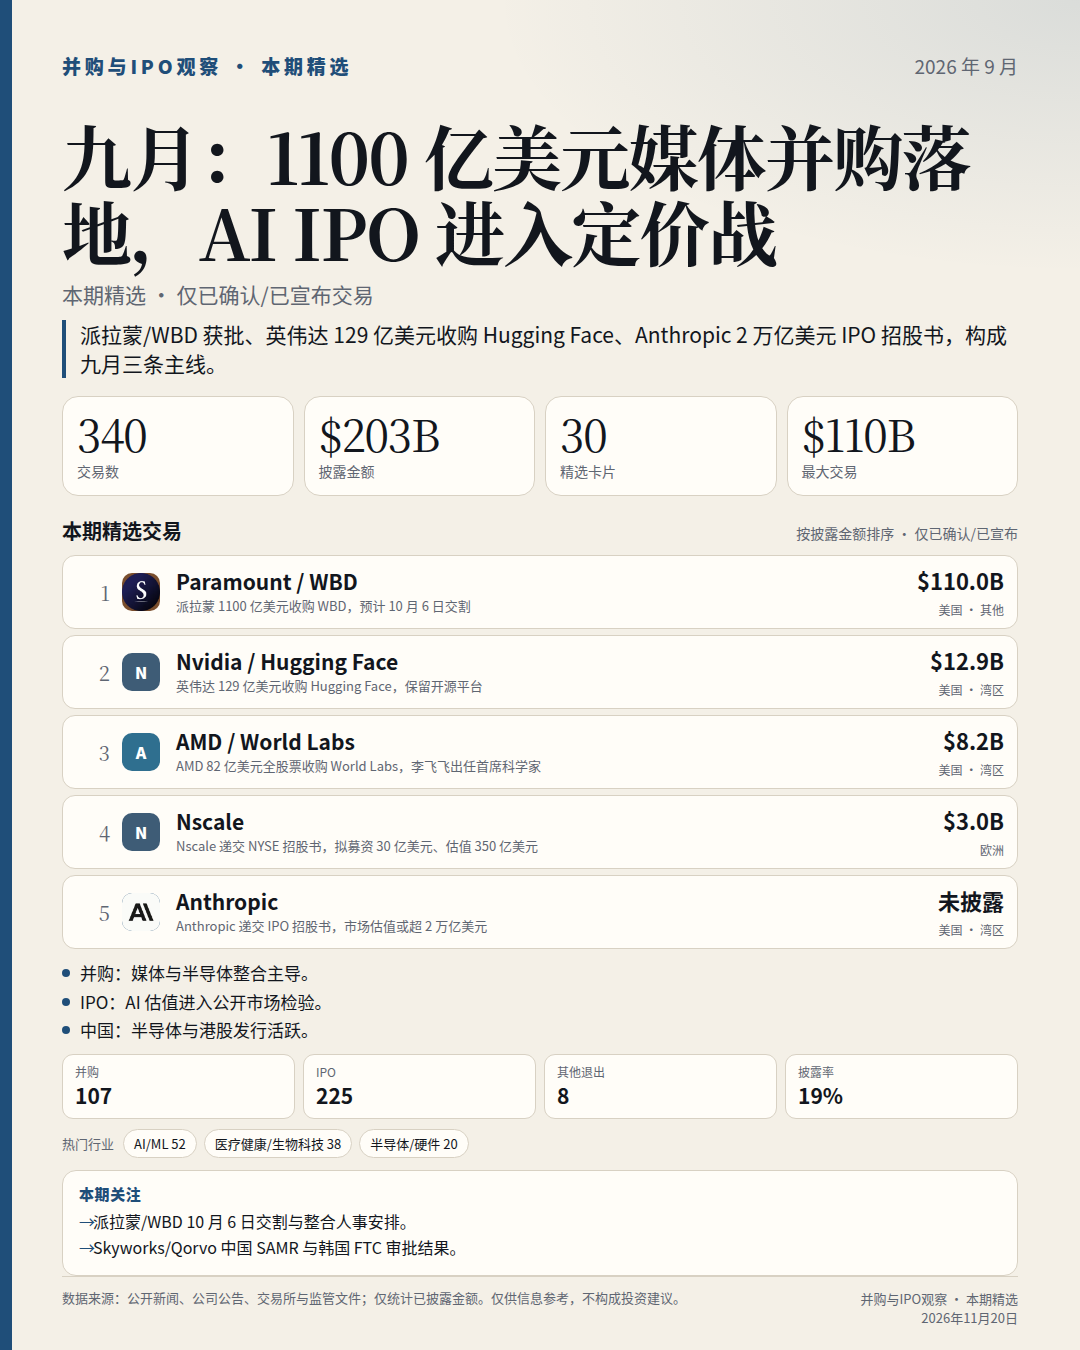 并购与IPO观察 · 本期精选
2026 年 9 月
九月：1100 亿美元媒体并购落
地，AI IPO 进入定价战
本期精选 · 仅已确认/已宣布交易
派拉蒙/WBD 获批、英伟达 129 亿美元收购 Hugging Face、Anthropic 2 万亿美元 IPO 招股书，构成
九月三条主线。
340
交易数
$203B
披露金额
30
精选卡片
$110B
最大交易
本期精选交易
按披露金额排序 · 仅已确认/已宣布
1
S
Paramount / WBD
派拉蒙 1100 亿美元收购 WBD，预计 10 月 6 日交割
$110.0B
美国 · 其他
2
N
Nvidia / Hugging Face
英伟达 129 亿美元收购 Hugging Face，保留开源平台
$12.9B
美国 · 湾区
3
A
AMD / World Labs
AMD 82 亿美元全股票收购 World Labs，李飞飞出任首席科学家
$8.2B
美国 · 湾区
4
N
Nscale
Nscale 递交 NYSE 招股书，拟募资 30 亿美元、估值 350 亿美元
$3.0B
欧洲
5
Anthropic
Anthropic 递交 IPO 招股书，市场估值或超 2 万亿美元
未披露
美国 · 湾区
并购：媒体与半导体整合主导。
IPO：AI 估值进入公开市场检验。
中国：半导体与港股发行活跃。
并购
107
IPO
225
其他退出
8
披露率
19%
热门行业
AI/ML 52
医疗健康/生物科技 38
半导体/硬件 20
本期关注
→派拉蒙/WBD 10 月 6 日交割与整合人事安排。
→Skyworks/Qorvo 中国 SAMR 与韩国 FTC 审批结果。
数据来源：公开新闻、公司公告、交易所与监管文件；仅统计已披露金额。仅供信息参考，不构成投资建议。
并购与IPO观察 · 本期精选
2026年11月20日